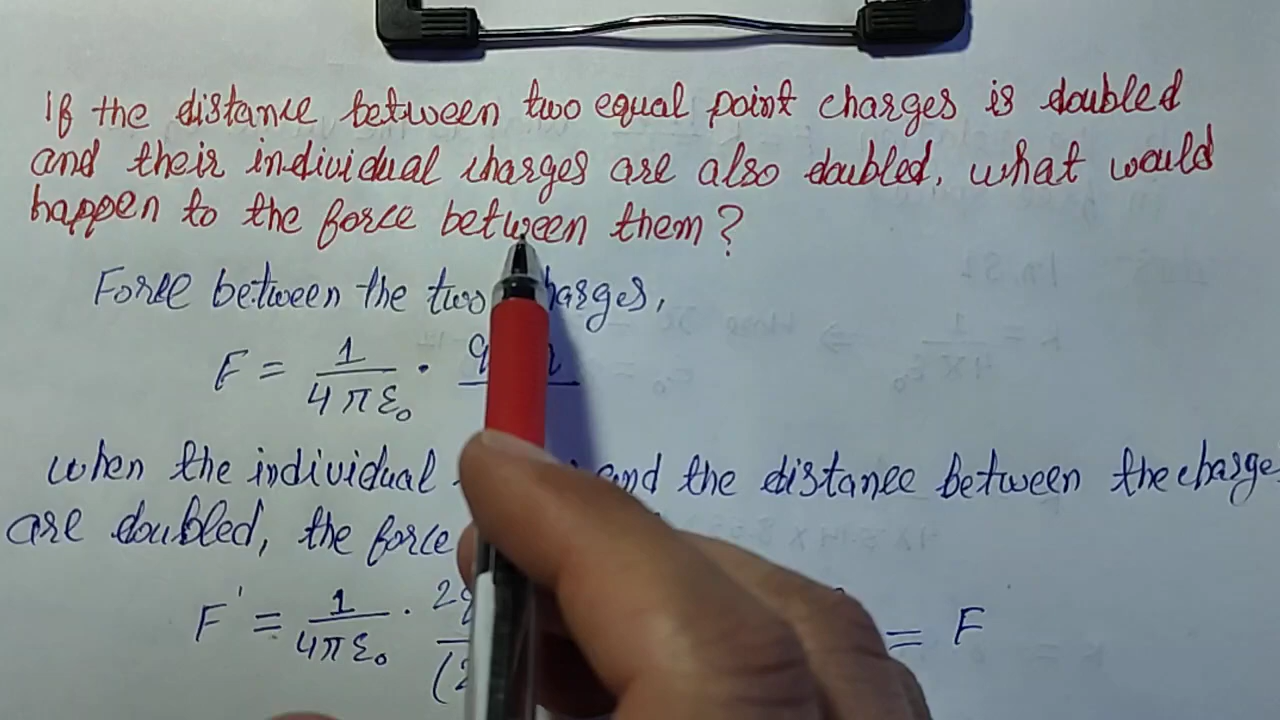 If the distance between two equal point charges is doubled
and their individual charges are also doubled, what would
happen to the force between them?
Force between the two charges,
F = 1/4πε₀ ·
When the individual and the distance between the charge
are doubled, the force
F' = 1/4πε₀ · 2q (2 = F